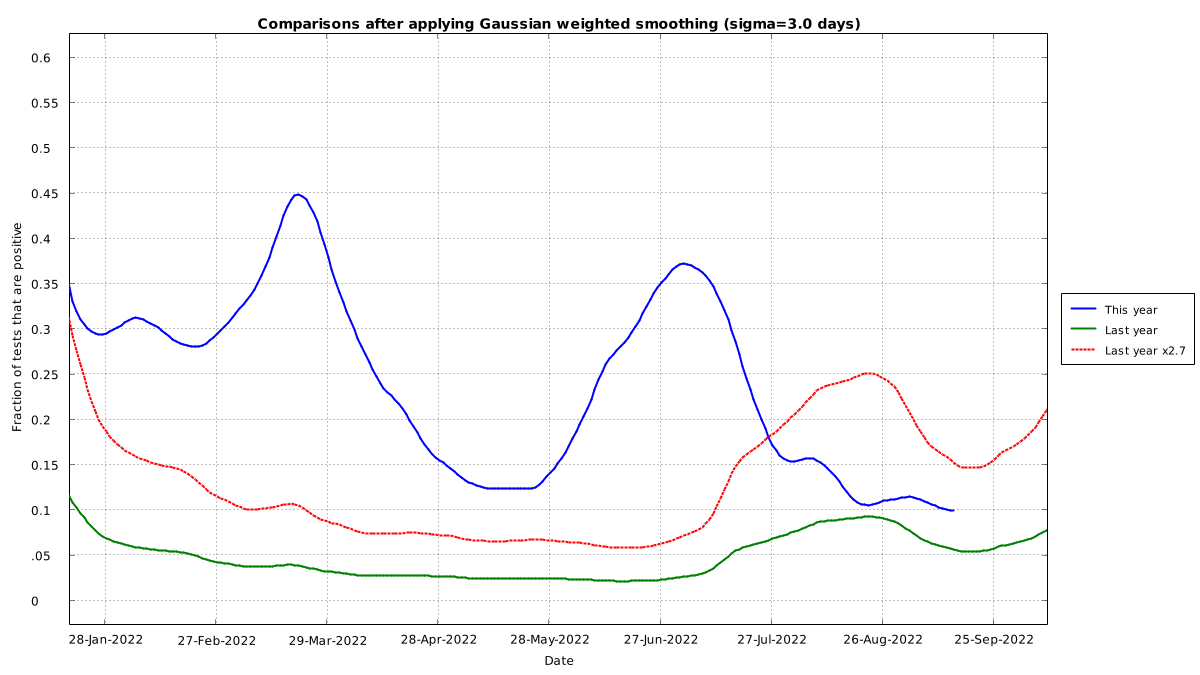 Comparisons after applying Gaussian weighted smoothing (sigma=3.0 days)
Fraction of tests that are positive
0.6
0.55
0.5
0.45
0.4
0.35
0.3
0.25
0.2
0.15
0.1
.05
0
28-Jan-2022
27-Feb-2022
29-Mar-2022
28-Apr-2022
28-May-2022
27-Jun-2022
27-Jul-2022
26-Aug-2022
25-Sep-2022
Date
This year
Last year
Last year x2.7